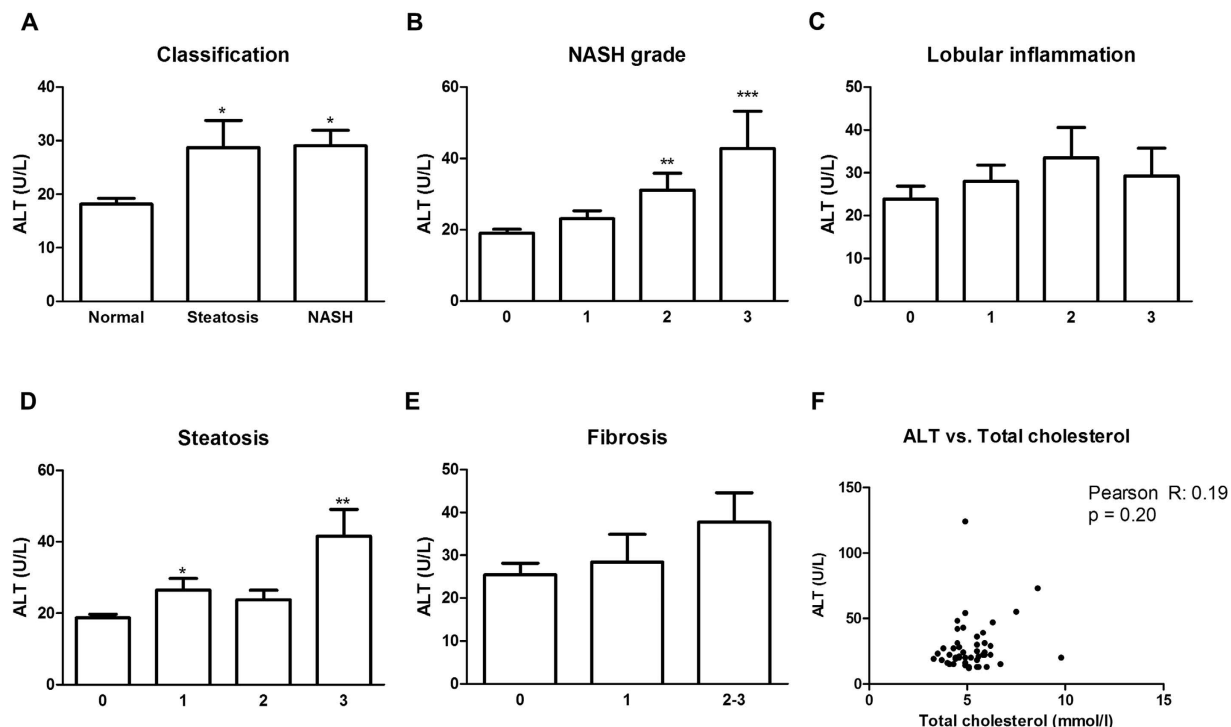 A
Classification
ALT (U/L)
40
30
20
10
0
*
*
Normal Steatosis NASH
B
NASH grade
ALT (U/L)
60
40
20
0
**
***
0 1 2 3
C
Lobular inflammation
ALT (U/L)
50
40
30
20
10
0
0 1 2 3
D
Steatosis
ALT (U/L)
60
40
20
0
*
**
0 1 2 3
E
Fibrosis
ALT (U/L)
50
40
30
20
10
0
0 1 2-3
F
ALT vs. Total cholesterol
Pearson R: 0.19
p = 0.20
ALT (U/L)
150
100
50
0
0 5 10 15
Total cholesterol (mmol/l)